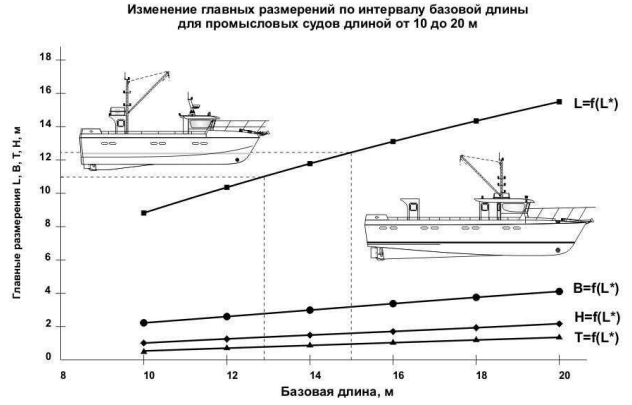 Изменение главных размерений по интервалу базовой длины
для промысловых судов длиной от 10 до 20 м
Главные размерения L, B, T, H, м
18
16
14
12
10
8
6
4
2
0
L=f(L*)
B=f(L*)
H=f(L*)
T=f(L*)
8
10
12
14
16
18
20
Базовая длина, м